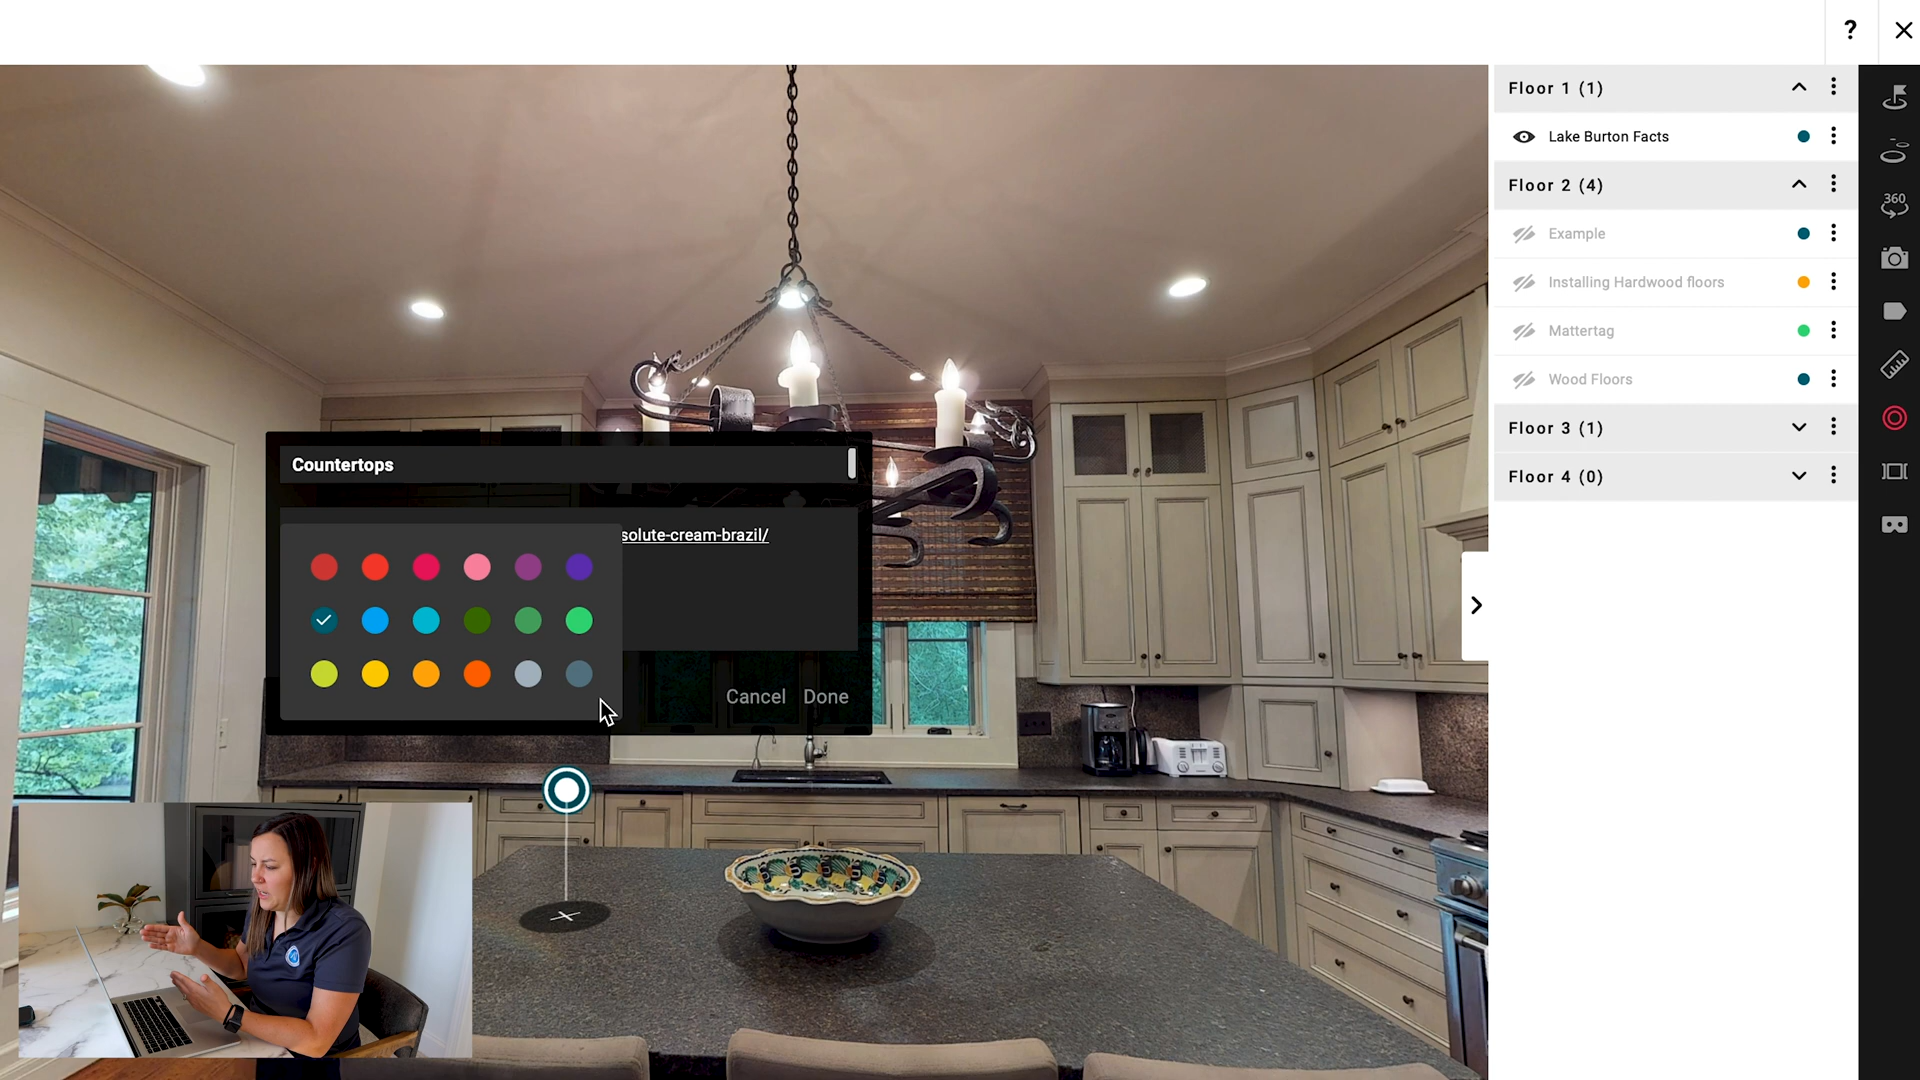 ?
Floor 1 (1)
Lake Burton Facts
Floor 2 (4)
Example
Installing Hardwood floors
Mattertag
Wood Floors
Floor 3 (1)
Floor 4 (0)
360
Countertops
solute-cream-brazil/
Cancel Done